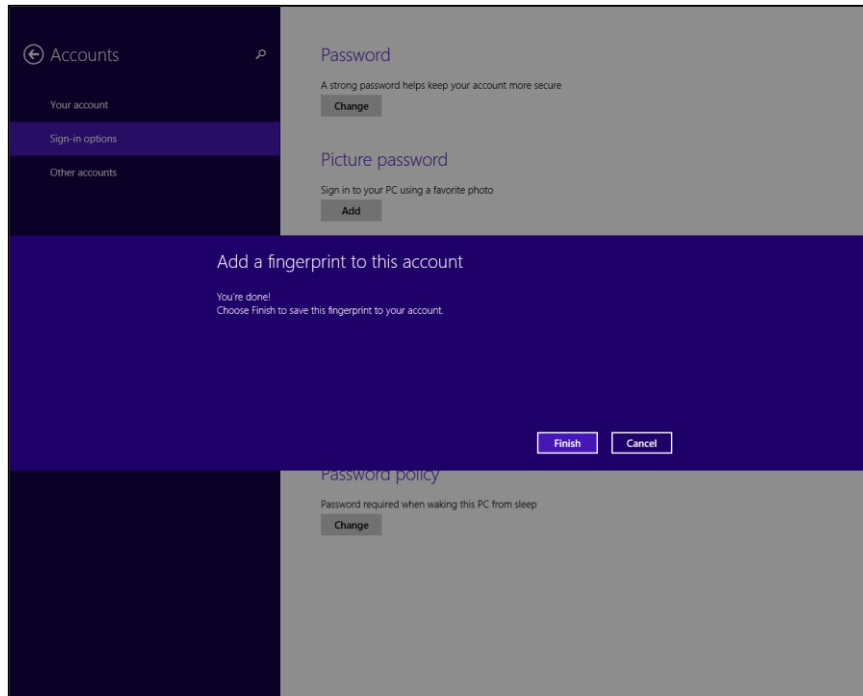 Accounts
Your account
Sign-in options
Other accounts
Password
A strong password helps keep your account more secure
Change
Picture password
Sign in to your PC using a favorite photo
Add
Add a fingerprint to this account
You're done!
Choose Finish to save this fingerprint to your account.
Finish Cancel
Password policy
Password required when waking this PC from sleep
Change